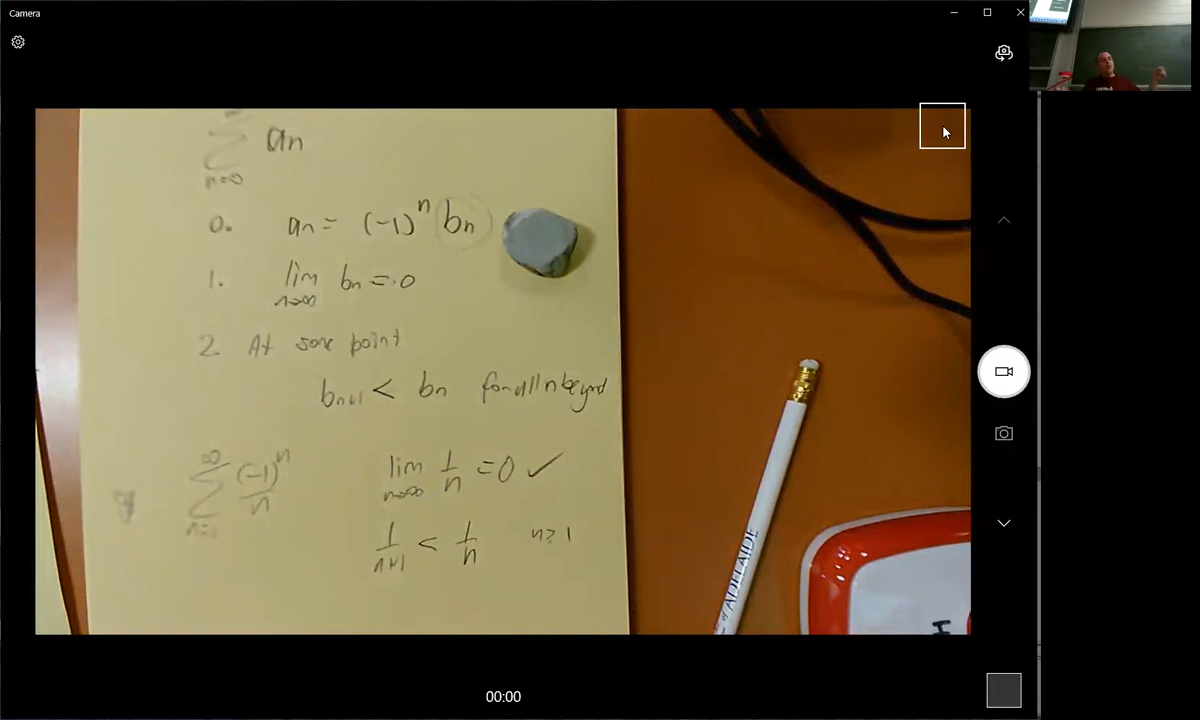 Camera
∞
∑ an
n=0
0. an = (-1)^n bn
1. lim bn = 0
n→∞
2. At some point
bn+1 < bn for all n beyond
∞
∑ (-1)^n / n lim 1/n = 0 ✓
n=1 n→∞
1/(n+1) < 1/n n≥1
ADELAIDE
H
00:00